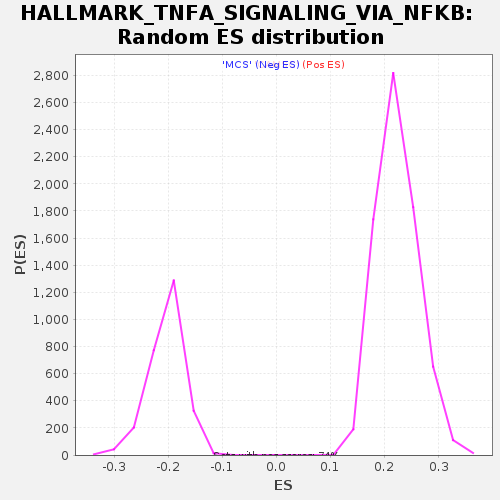 HALLMARK_TNFA_SIGNALING_VIA_NFKB:
Random ES distribution
'MCS' (Neg ES) (Pos ES)
2,800
2,600
2,400
2,200
2,000
1,800
1,600
1,400
1,200
1,000
800
600
400
200
0
P(ES)
-0.3 -0.2 -0.1 0.0 0.1 0.2 0.3
ES